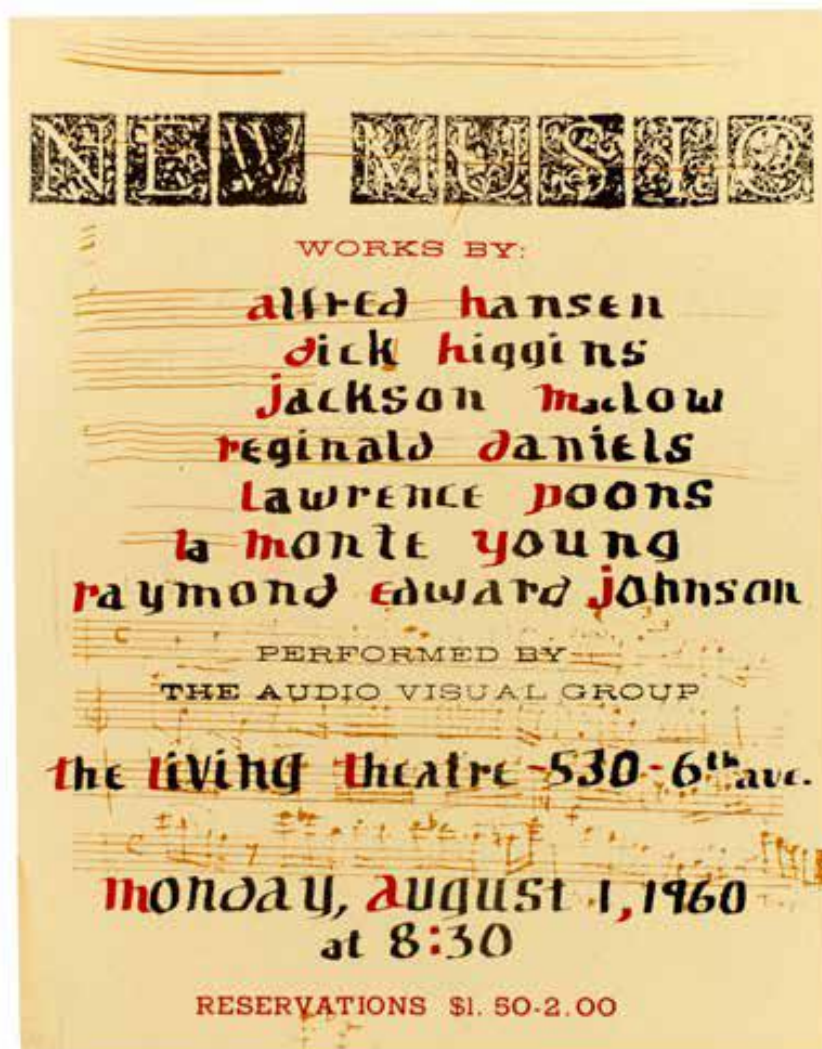 NEW MUSIC
WORKS BY:
alfred hansen
dick higgins
jackson maclow
reginald daniels
lawrence poons
la monte young
raymond edward johnson
PERFORMED BY
THE AUDIO VISUAL GROUP
the living theatre-530-6th ave.
monday, august 1, 1960
at 8:30
RESERVATIONS $1.50-2.00